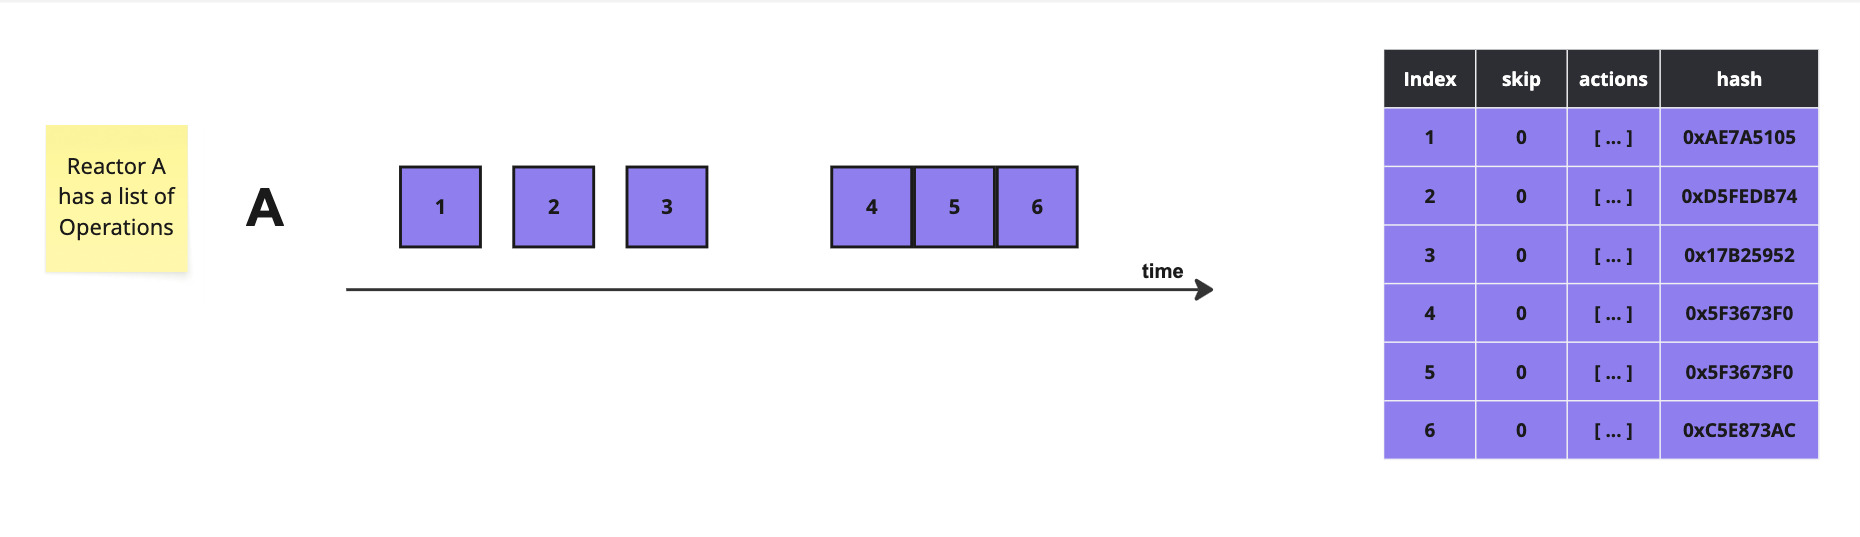 Reactor A
has a list of
Operations
A
1 2 3 4 5 6
time
Index skip actions hash
1 0 [ ... ] 0xAE7A5105
2 0 [ ... ] 0xD5FEDB74
3 0 [ ... ] 0x17B25952
4 0 [ ... ] 0x5F3673F0
5 0 [ ... ] 0x5F3673F0
6 0 [ ... ] 0xC5E873AC